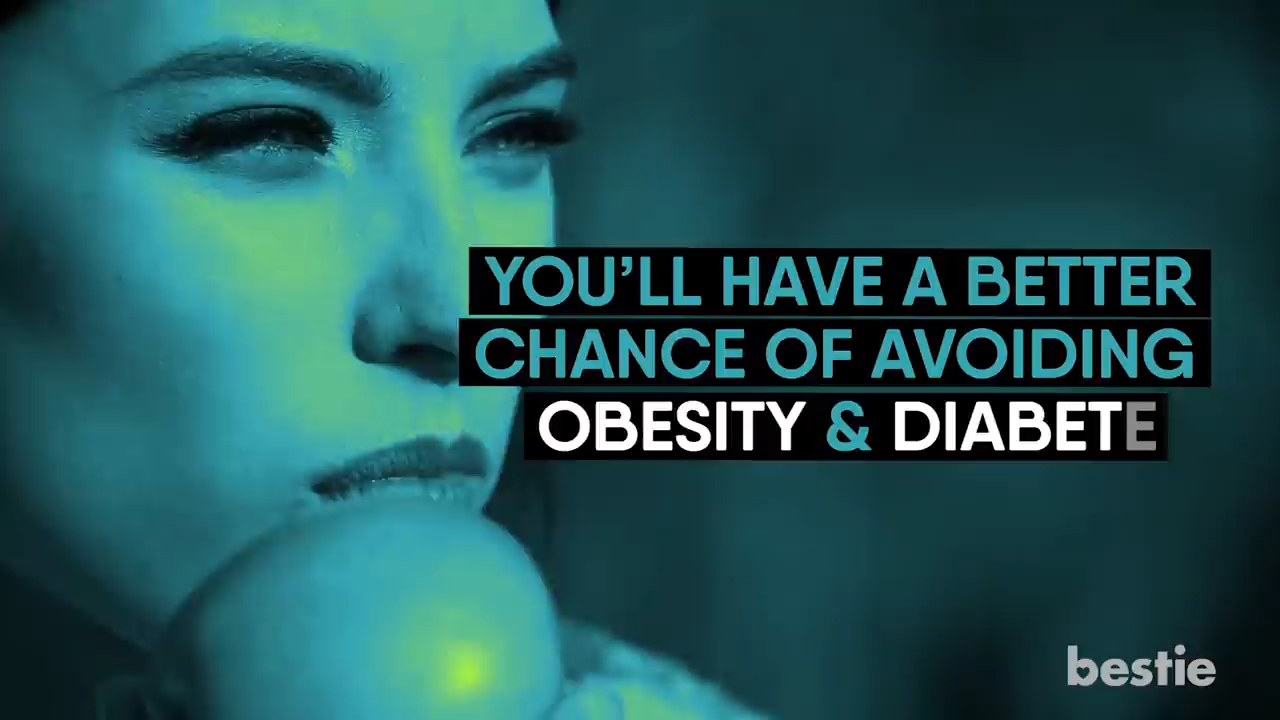 YOU'LL HAVE A BETTER
CHANCE OF AVOIDING
OBESITY & DIABETE
bestie